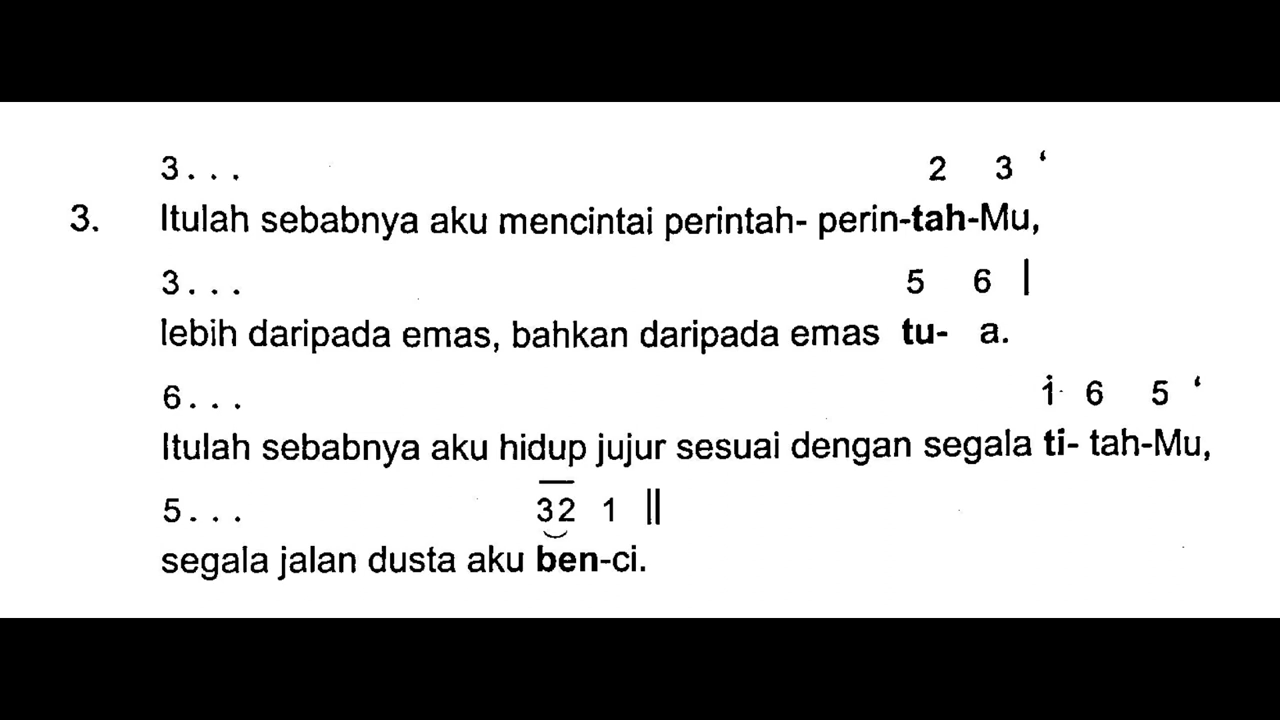 3 . . . 2 3 ‘
3. Itulah sebabnya aku mencintai perintah- perin-tah-Mu,
3 . . . 5 6 |
lebih daripada emas, bahkan daripada emas tu- a.
6 . . . 1̇ 6 5 ‘
Itulah sebabnya aku hidup jujur sesuai dengan segala ti- tah-Mu,
5 . . . 32 1 ||
segala jalan dusta aku ben-ci.